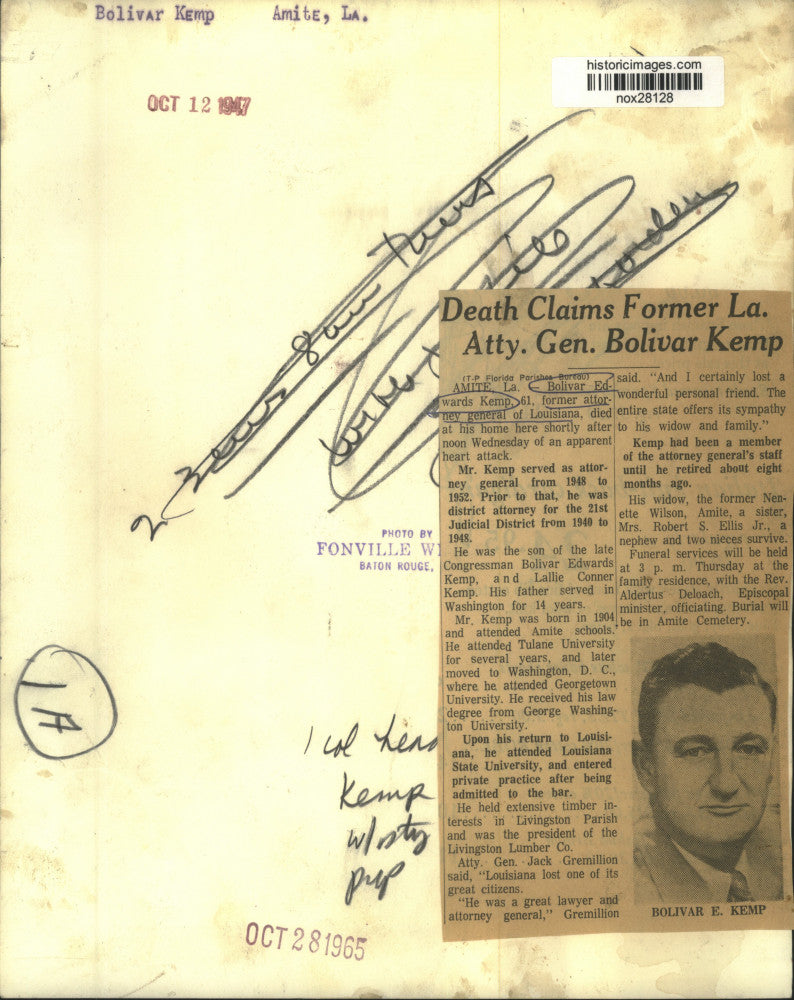 Bolivar Kemp Amite, La.
historicimages.com
nox28128
OCT 12 1947
PHOTO BY
FONVILLE WI
BATON ROUGE,
1A
1 col head
Kemp
w/sty
OCT 28 1965
Death Claims Former La.
Atty. Gen. Bolivar Kemp
(T-P Florida Parishes Bureau)
AMITE, La. — Bolivar Ed-
wards Kemp, 61, former attor-
ney general of Louisiana, died
at his home here shortly after
noon Wednesday of an apparent
heart attack.
Mr. Kemp served as attor-
ney general from 1948 to
1952. Prior to that, he was
district attorney for the 21st
Judicial District from 1940 to
1948.
He was the son of the late
Congressman Bolivar Edwards
Kemp, and Lallie Conner
Kemp. His father served in
Washington for 14 years.
Mr. Kemp was born in 1904
and attended Amite schools.
He attended Tulane University
for several years, and later
moved to Washington, D. C.,
where he attended Georgetown
University. He received his law
degree from George Washing-
ton University.
Upon his return to Louisi-
ana, he attended Louisiana
State University, and entered
private practice after being
admitted to the bar.
He held extensive timber in-
terests in Livingston Parish
and was the president of the
Livingston Lumber Co.
Atty. Gen. Jack Gremillion
said, "Louisiana lost one of its
great citizens.
"He was a great lawyer and
attorney general," Gremillion
said. "And I certainly lost a
wonderful personal friend. The
entire state offers its sympathy
to his widow and family."
Kemp had been a member
of the attorney general's staff
until he retired about eight
months ago.
His widow, the former Nen-
ette Wilson, Amite, a sister,
Mrs. Robert S. Ellis Jr., a
nephew and two nieces survive.
Funeral services will be held
at 3 p. m. Thursday at the
family residence, with the Rev.
Aldertus Deloach, Episcopal
minister, officiating. Burial will
be in Amite Cemetery.
BOLIVAR E. KEMP